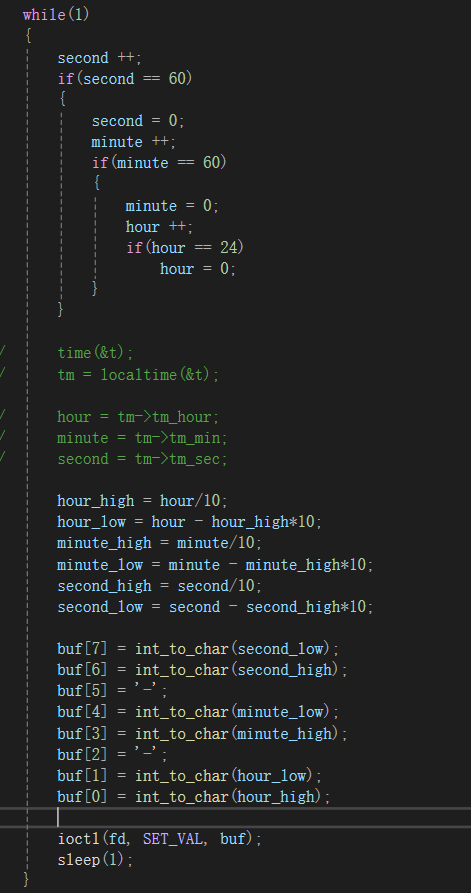 while(1)
{
second ++;
if(second == 60)
{
second = 0;
minute ++;
if(minute == 60)
{
minute = 0;
hour ++;
if(hour == 24)
hour = 0;
}
}
/ time(&t);
/ tm = localtime(&t);
/ hour = tm->tm_hour;
/ minute = tm->tm_min;
/ second = tm->tm_sec;
hour_high = hour/10;
hour_low = hour - hour_high*10;
minute_high = minute/10;
minute_low = minute - minute_high*10;
second_high = second/10;
second_low = second - second_high*10;
buf[7] = int_to_char(second_low);
buf[6] = int_to_char(second_high);
buf[5] = '-';
buf[4] = int_to_char(minute_low);
buf[3] = int_to_char(minute_high);
buf[2] = '-';
buf[1] = int_to_char(hour_low);
buf[0] = int_to_char(hour_high);
ioctl(fd, SET_VAL, buf);
sleep(1);
}